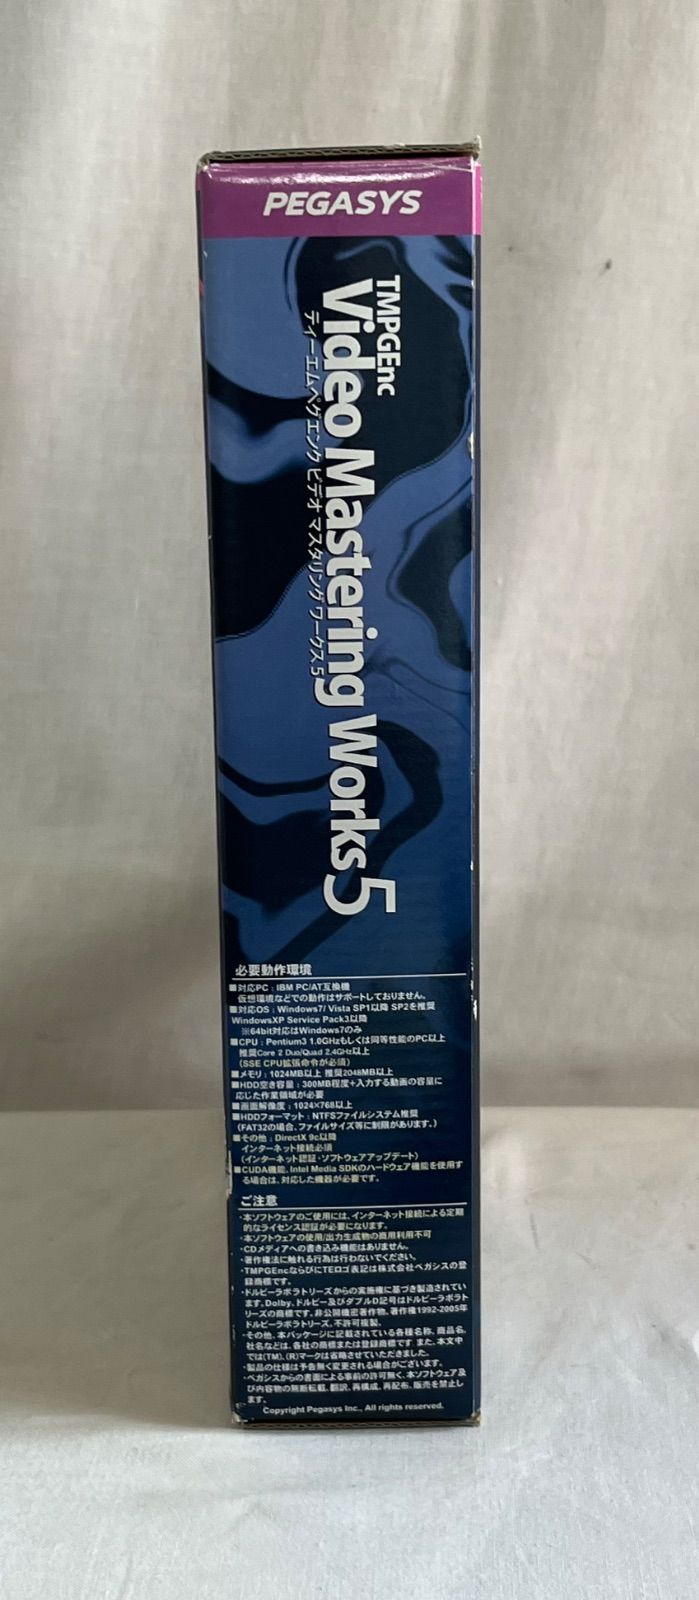 PEGASYS
TMPGEnc
Video Mastering Works 5
ティーエムペグエンク ビデオ マスタリング ワークス 5
必要動作環境
■対応PC：IBM PC/AT互換機
仮想環境などでの動作はサポートしておりません。
■対応OS：Windows7/ Vista SP1以降 SP2を推奨
WindowsXP Service Pack3以降
※64bit対応はWindows7のみ
■CPU：Pentium3 1.0GHzもしくは同等性能のPC以上
推奨Core 2 Duo/Quad 2.4GHz以上
（SSE CPU拡張命令が必須）
■メモリ：1024MB以上 推奨2048MB以上
■HDD空き容量：300MB程度+入力する動画の容量に
応じた作業領域が必要
■画面解像度：1024×768以上
■HDDフォーマット：NTFSファイルシステム推奨
（FAT32の場合、ファイルサイズ等に制限があります。）
■その他：DirectX 9c以降
インターネット接続必須
（インターネット認証・ソフトウェアアップデート）
■CUDA機能、Intel Media SDKのハードウェア機能を使用す
る場合は、対応した機器が必要です。
ご注意
・本ソフトウェアのご使用には、インターネット接続による定期
的なライセンス認証が必要になります。
・本ソフトウェアの使用/出力生成物の商用利用不可
・CDメディアへの書き込み機能はありません。
・著作権法に触れる行為は行わないでください。
・TMPGEncならびにTEロゴ表記は株式会社ペガシスの登
録商標です。
・ドルビーラボラトリーズからの実施権に基づき製造されてい
ます。Dolby、ドルビー及びダブルD記号はドルビーラボラト
リーズの商標です。非公開機密著作物。著作権1992-2005年
ドルビーラボラトリーズ。不許可複製。
・その他、本パッケージに記載されている各種名称、商品名、
社名などは、各社の商標または登録商標です。また、本文中
では(TM)、(R)マークは省略させていただきました。
・製品の仕様は予告無く変更される場合がございます。
・ペガシスからの書面による事前の許可無く、本ソフトウェア及
び内容物の無断転載、翻訳、再構成、再配布、販売を禁止し
ます。
Copyright Pegasys Inc., All rights reserved.